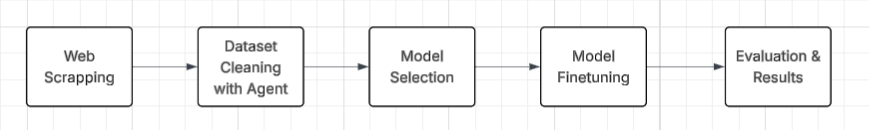 Web
Scrapping
Dataset
Cleaning
with Agent
Model
Selection
Model
Finetuning
Evaluation &
Results